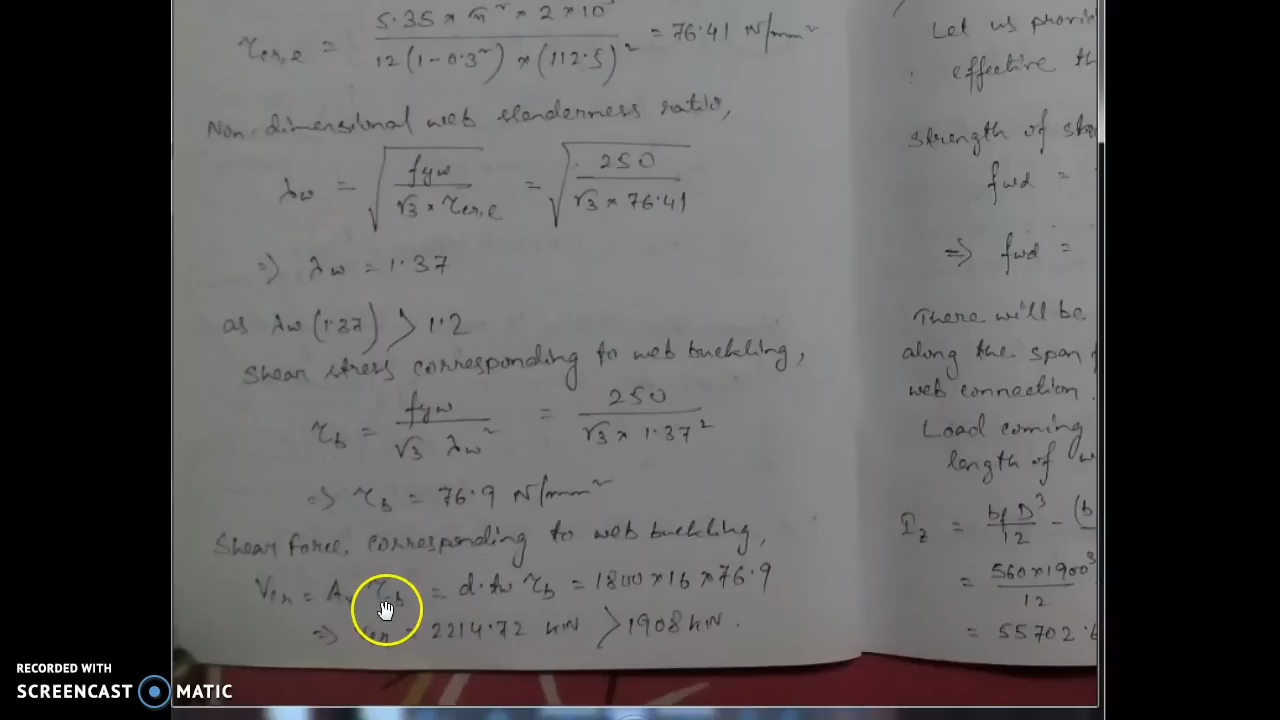 τcr,e = 5.35 × π² × 2 × 10⁵ / 12(1 - 0.3²) × (112.5)² = 76.41 N/mm²
Non-dimensional web slenderness ratio,
λw = √(fyw / √3 × τcr,e) = √(250 / √3 × 76.41)
⇒ λw = 1.37
as λw (1.37) > 1.2
Shear stress corresponding to web buckling,
τb = fyw / √3 λw² = 250 / √3 × 1.37²
⇒ τb = 76.9 N/mm²
Shear force corresponding to web buckling,
Vcr = Av τb = d·tw τb = 1800 × 16 × 76.9
⇒ Vcr = 2214.72 kN > 1908 kN.
Let us
effective
Strength of
fwd =
⇒ fwd =
There will be
along the span
web connection
Load coming
length of
Iz = bf D³ / 12 - (b
= 560 × 1900³ / 12
= 55702.
RECORDED WITH
SCREENCAST MATIC